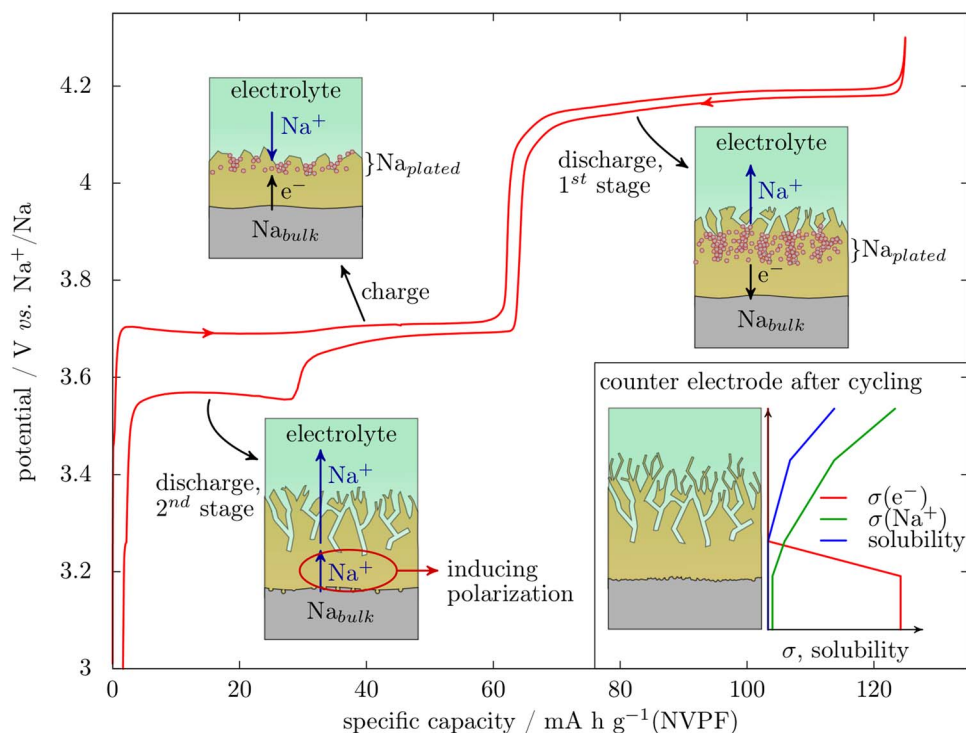 potential / V vs. Na⁺/Na
4.2
4
3.8
3.6
3.4
3.2
3
0
20
40
60
80
100
120
specific capacity / mA h g⁻¹(NVPF)
electrolyte
Na⁺
}Na_plated
e⁻
Na_bulk
charge
discharge,
1ˢᵗ stage
electrolyte
Na⁺
}Na_plated
e⁻
Na_bulk
discharge,
2ⁿᵈ stage
electrolyte
Na⁺
Na⁺
Na_bulk
inducing
polarization
counter electrode after cycling
σ(e⁻)
σ(Na⁺)
solubility
σ, solubility